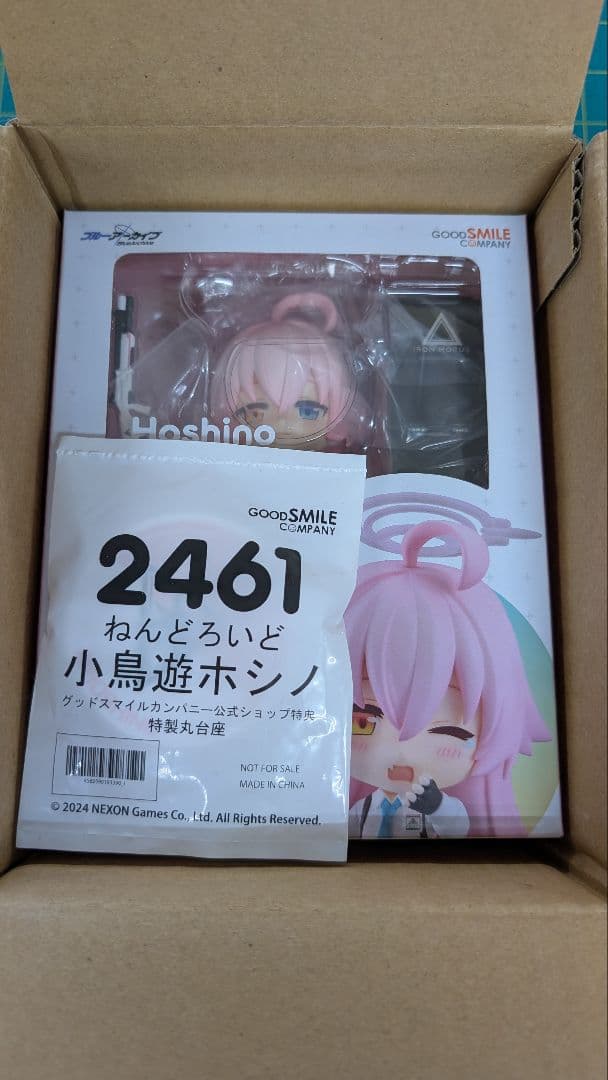 ブルーアーカイブ
GOOD SMILE
COMPANY
IRON HORUS
Hoshino
GOOD SMILE
COMPANY
2461
ねんどろいど
小鳥遊ホシノ
グッドスマイルカンパニー公式ショップ特典
特製丸台座
NOT FOR SALE
MADE IN CHINA
© 2024 NEXON Games Co., Ltd. All Rights Reserved.